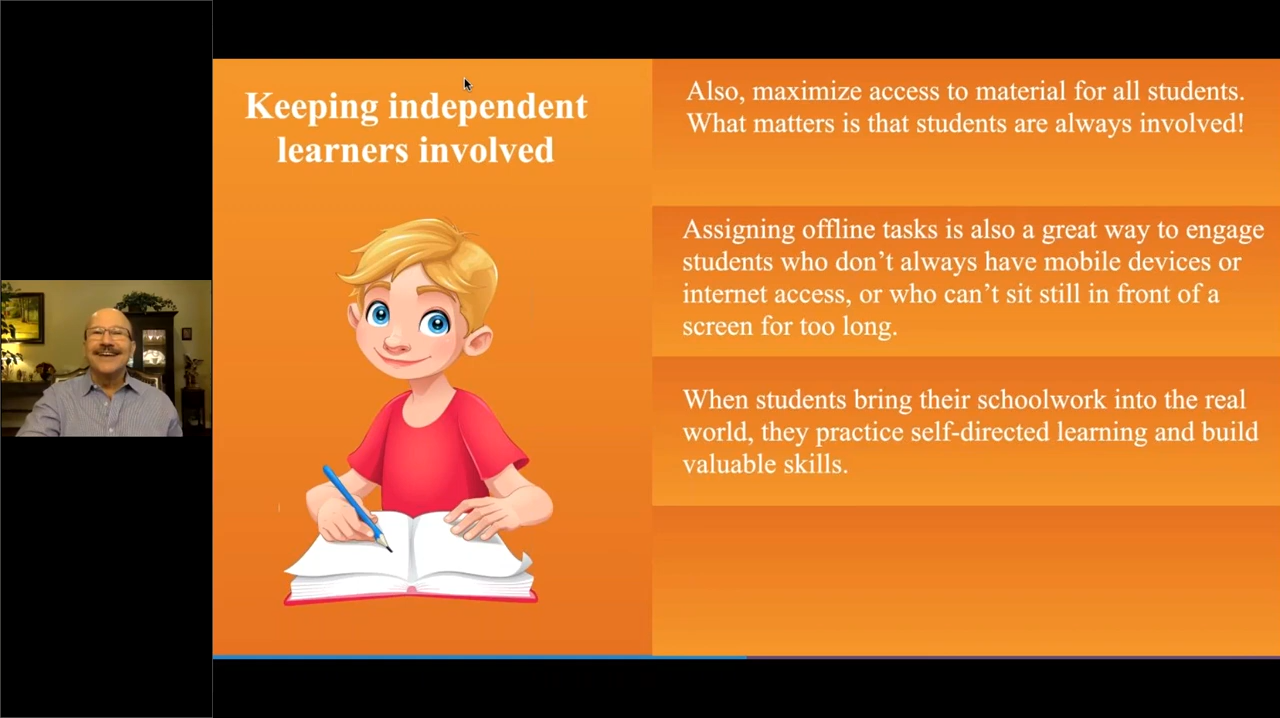 Keeping independent
learners involved
Also, maximize access to material for all students.
What matters is that students are always involved!
Assigning offline tasks is also a great way to engage
students who don’t always have mobile devices or
internet access, or who can’t sit still in front of a
screen for too long.
When students bring their schoolwork into the real
world, they practice self-directed learning and build
valuable skills.